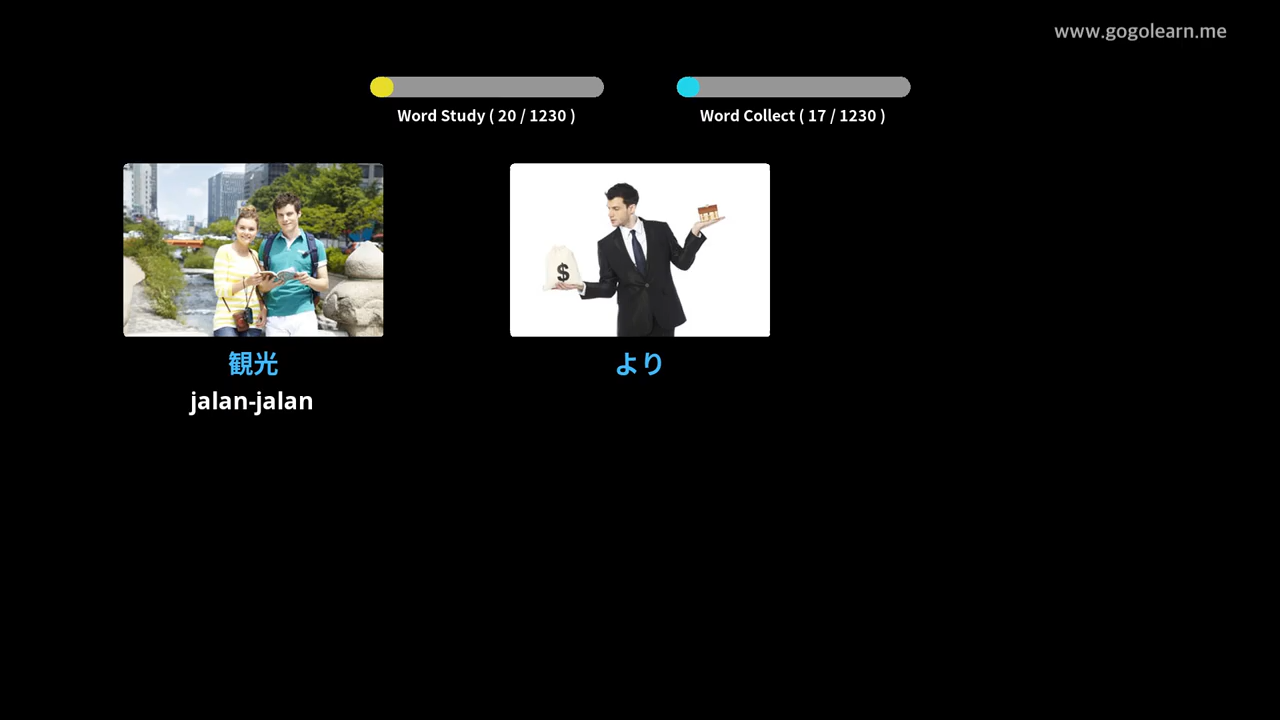 www.gogolearn.me
Word Study ( 20 / 1230 )
Word Collect ( 17 / 1230 )
$
観光
より
jalan-jalan